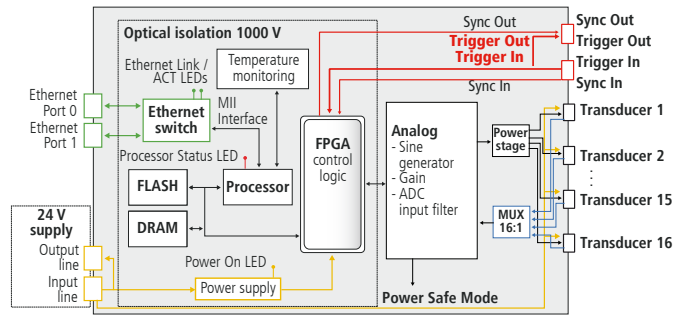 Optical isolation 1000 V
Sync Out
Sync Out
Trigger Out
Trigger Out
Trigger In
Trigger In
Sync In
Sync In
Ethernet Link /
ACT LEDs
Temperature
monitoring
Ethernet
Port 0
Ethernet
Port 1
Ethernet
switch
MII
Interface
Processor Status LED
FLASH
Processor
DRAM
FPGA
control
logic
Analog
- Sine
generator
- Gain
- ADC
input filter
Power
stage
MUX
16:1
Transducer 1
Transducer 2
Transducer 15
Transducer 16
24 V
supply
Output
line
Input
line
Power On LED
Power supply
Power Safe Mode